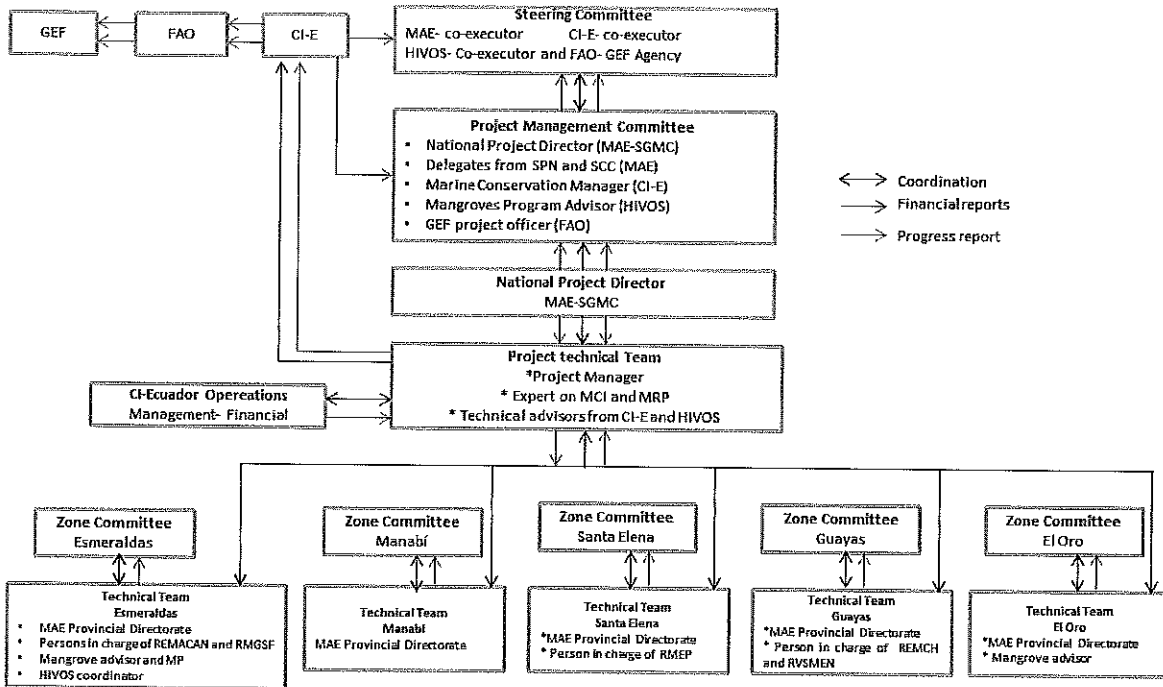 GEF
FAO
CI-E
Steering Committee
MAE- co-executor CI-E- co-executor
HIVOS- Co-executor and FAO- GEF Agency
Project Management Committee
• National Project Director (MAE-SGMC)
• Delegates from SPN and SCC (MAE)
• Marine Conservation Manager (CI-E)
• Mangroves Program Advisor (HIVOS)
• GEF project officer (FAO)
Coordination
Financial reports
Progress report
National Project Director
MAE-SGMC
Project technical Team
*Project Manager
* Expert on MCI and MRP
* Technical advisors from CI-E and HIVOS
CI-Ecuador Opereations
Management- Financial
Zone Committee
Esmeraldas
Zone Committee
Manabí
Zone Committee
Santa Elena
Zone Committee
Guayas
Zone Committee
El Oro
Technical Team
Esmeraldas
• MAE Provincial Directorate
• Persons in charge of REMACAN and RMGSF
• Mangrove advisor and MP
• HIVOS coordinator
Technical Team
Manabí
MAE Provincial Directorate
Technical Team
Santa Elena
*MAE Provincial Directorate
* Person in charge of RMEP
Technical Team
Guayas
*MAE Provincial Directorate
* Person in charge of REMCH
and RVSMEN
Technical Team
El Oro
*MAE Provincial Directorate
* Mangrove advisor